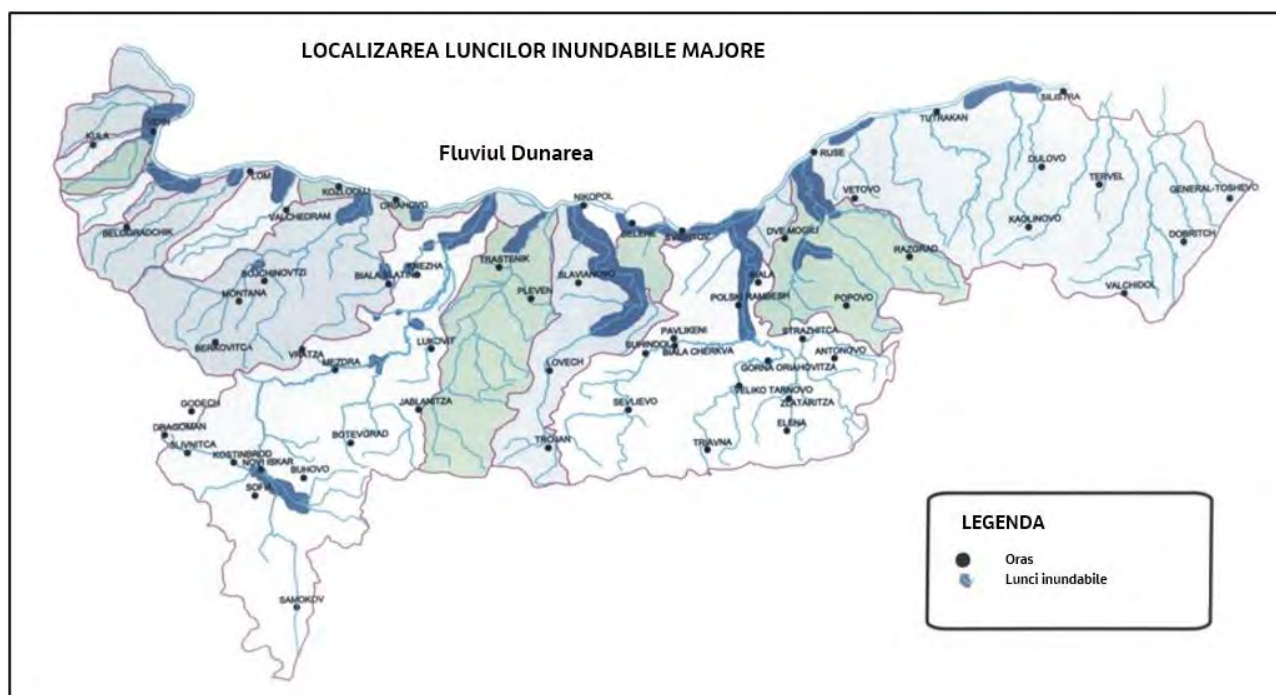 LOCALIZAREA LUNCILOR INUNDABILE MAJORE
Fluviul Dunarea
SILISTRA
TUTRAKAN
VIDIN
KULA
RUSE
DULOVO
TERVEL
LOM
KOZLODUJ
VETOVO
GENERAL-TOSHEVO
ORIAHOVO
NIKOPOL
VALCHEDRAM
BELENE
SVISHTOV
KAOLINOVO
BELOGRADCHIK
DVE MOGILI
DOBRITCH
RAZGRAD
TRASTENIK
BOJCHINOVTZI
BIALA SLATINA
KNEZHA
SLAVIANOVO
BIALA
MONTANA
PLEVEN
VALCHIDOL
POLSKI TRAMBESH
POPOVO
PAVLIKENI
STRAZHITCA
BERKOVITCA
VRATZA
LUKOVIT
SUHINDOL
BIALA CHERKVA
ANTONOVO
MEZDRA
LOVECH
GORNA ORIAHOVITZA
VELIKO TARNOVO
GODECH
JABLANITZA
SEVLIEVO
ZLATARITZA
DRAGOMAN
ELENA
SLIVNITCA
BOTEVGRAD
TROJAN
TRIAVNA
KOSTINBROD
NOVI ISKAR
BUHOVO
SOFIA
SAMOKOV
LEGENDA
Oras
Lunci inundabile